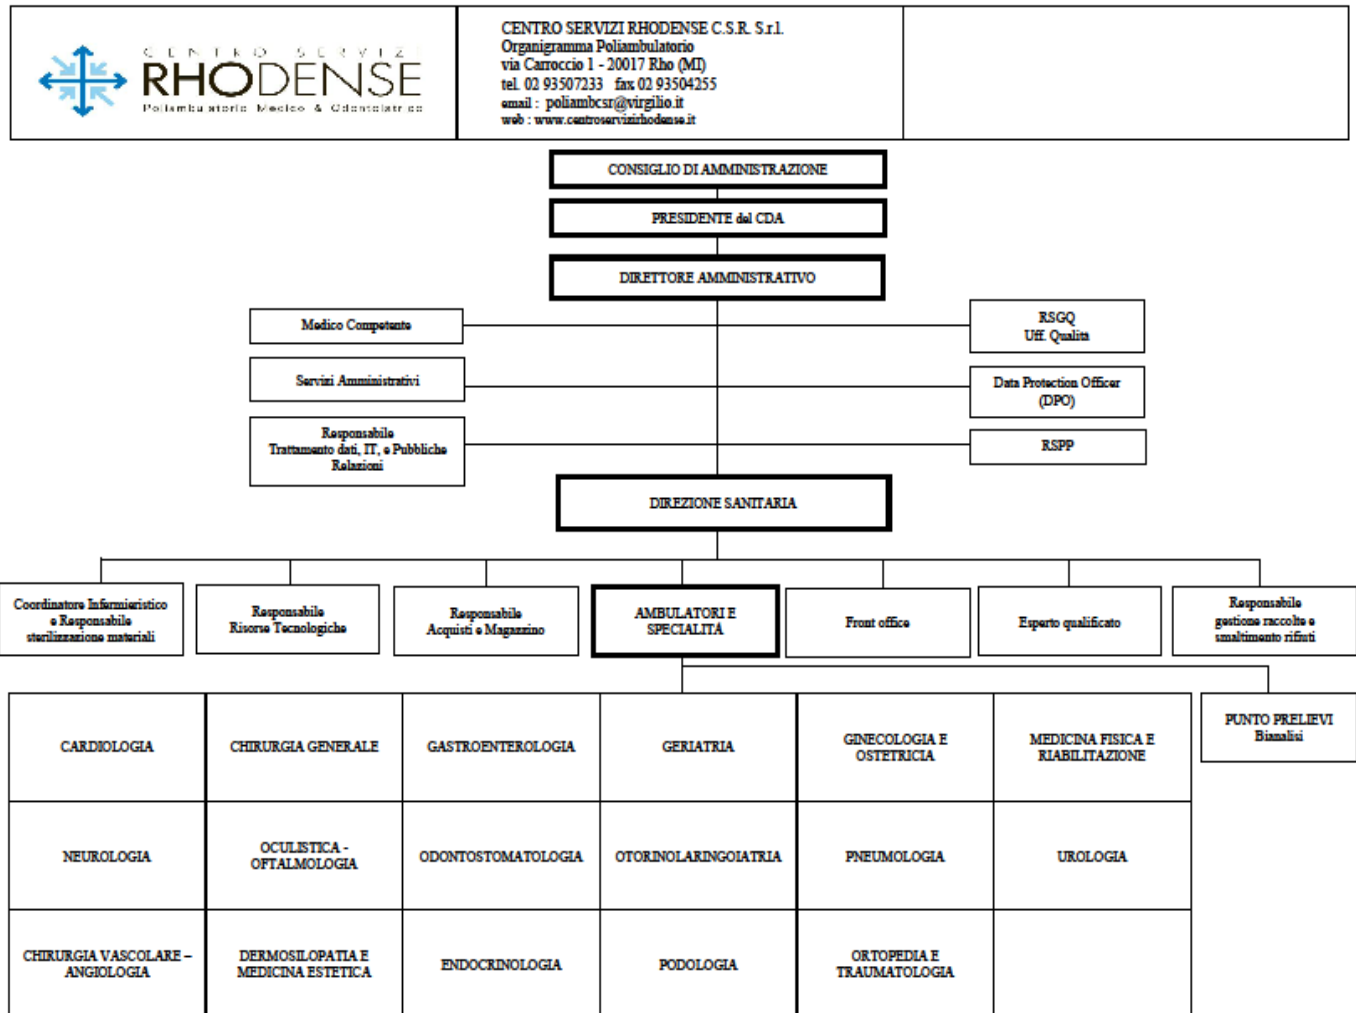 CENTRO SERVIZI
RHODENSE
Poliambulatorio Medico & Odontoiatrico
CENTRO SERVIZI RHODENSE C.S.R. S.r.l.
Organigramma Poliambulatorio
via Carroccio 1 - 20017 Rho (MI)
tel. 02 93507233 fax 02 93504255
email : poliambcsr@virgilio.it
web : www.centroservizirhodense.it
CONSIGLIO DI AMMINISTRAZIONE
PRESIDENTE del CDA
DIRETTORE AMMINISTRATIVO
Medico Competente
RSGQ
Uff. Qualità
Servizi Amministrativi
Data Protection Officer
(DPO)
Responsabile
Trattamento dati, IT, e Pubbliche
Relazioni
RSPP
DIREZIONE SANITARIA
Coordinatore Infermieristico
e Responsabile
sterilizzazione materiali
Responsabile
Risorse Tecnologiche
Responsabile
Acquisti e Magazzino
AMBULATORI E
SPECIALITÀ
Front office
Esperto qualificato
Responsabile
gestione raccolte e
smaltimento rifiuti
CARDIOLOGIA
CHIRURGIA GENERALE
GASTROENTEROLOGIA
GERIATRIA
GINECOLOGIA E
OSTETRICIA
MEDICINA FISICA E
RIABILITAZIONE
PUNTO PRELIEVI
Bianalisi
NEUROLOGIA
OCULISTICA -
OFTALMOLOGIA
ODONTOSTOMATOLOGIA
OTORINOLARINGOIATRIA
PNEUMOLOGIA
UROLOGIA
CHIRURGIA VASCOLARE –
ANGIOLOGIA
DERMOSILOPATIA E
MEDICINA ESTETICA
ENDOCRINOLOGIA
PODOLOGIA
ORTOPEDIA E
TRAUMATOLOGIA